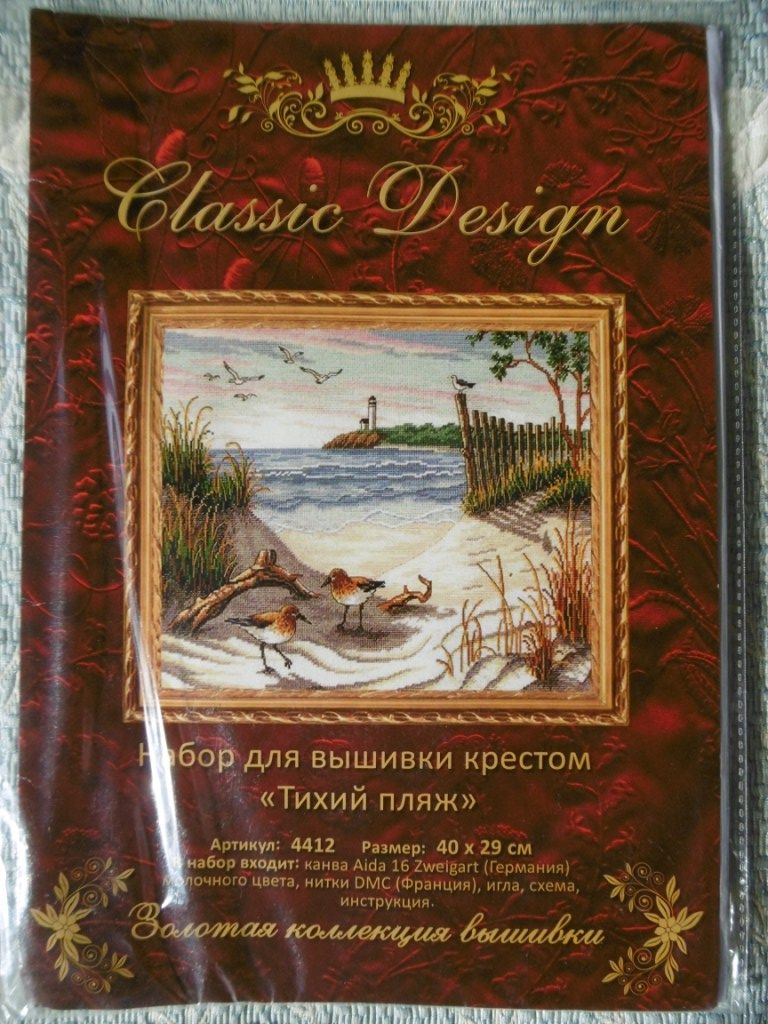 Classic Design
Набор для вышивки крестом
«Тихий пляж»
Артикул: 4412 Размер: 40 x 29 см
В набор входит: канва Aida 16 Zweigart (Германия)
молочного цвета, нитки DMC (Франция), игла, схема,
инструкция.
Золотая коллекция вышивки